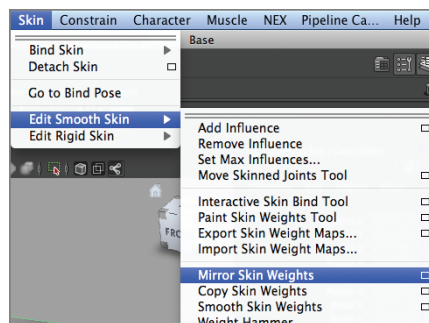 Skin Constrain Character Muscle NEX Pipeline Ca... Help
Base
Bind Skin
Detach Skin
Go to Bind Pose
Edit Smooth Skin
Edit Rigid Skin
Add Influence
Remove Influence
Set Max Influences...
Move Skinned Joints Tool
Interactive Skin Bind Tool
Paint Skin Weights Tool
Export Skin Weight Maps...
Import Skin Weight Maps...
FRO
Mirror Skin Weights
Copy Skin Weights
Smooth Skin Weights
Weight Hammer